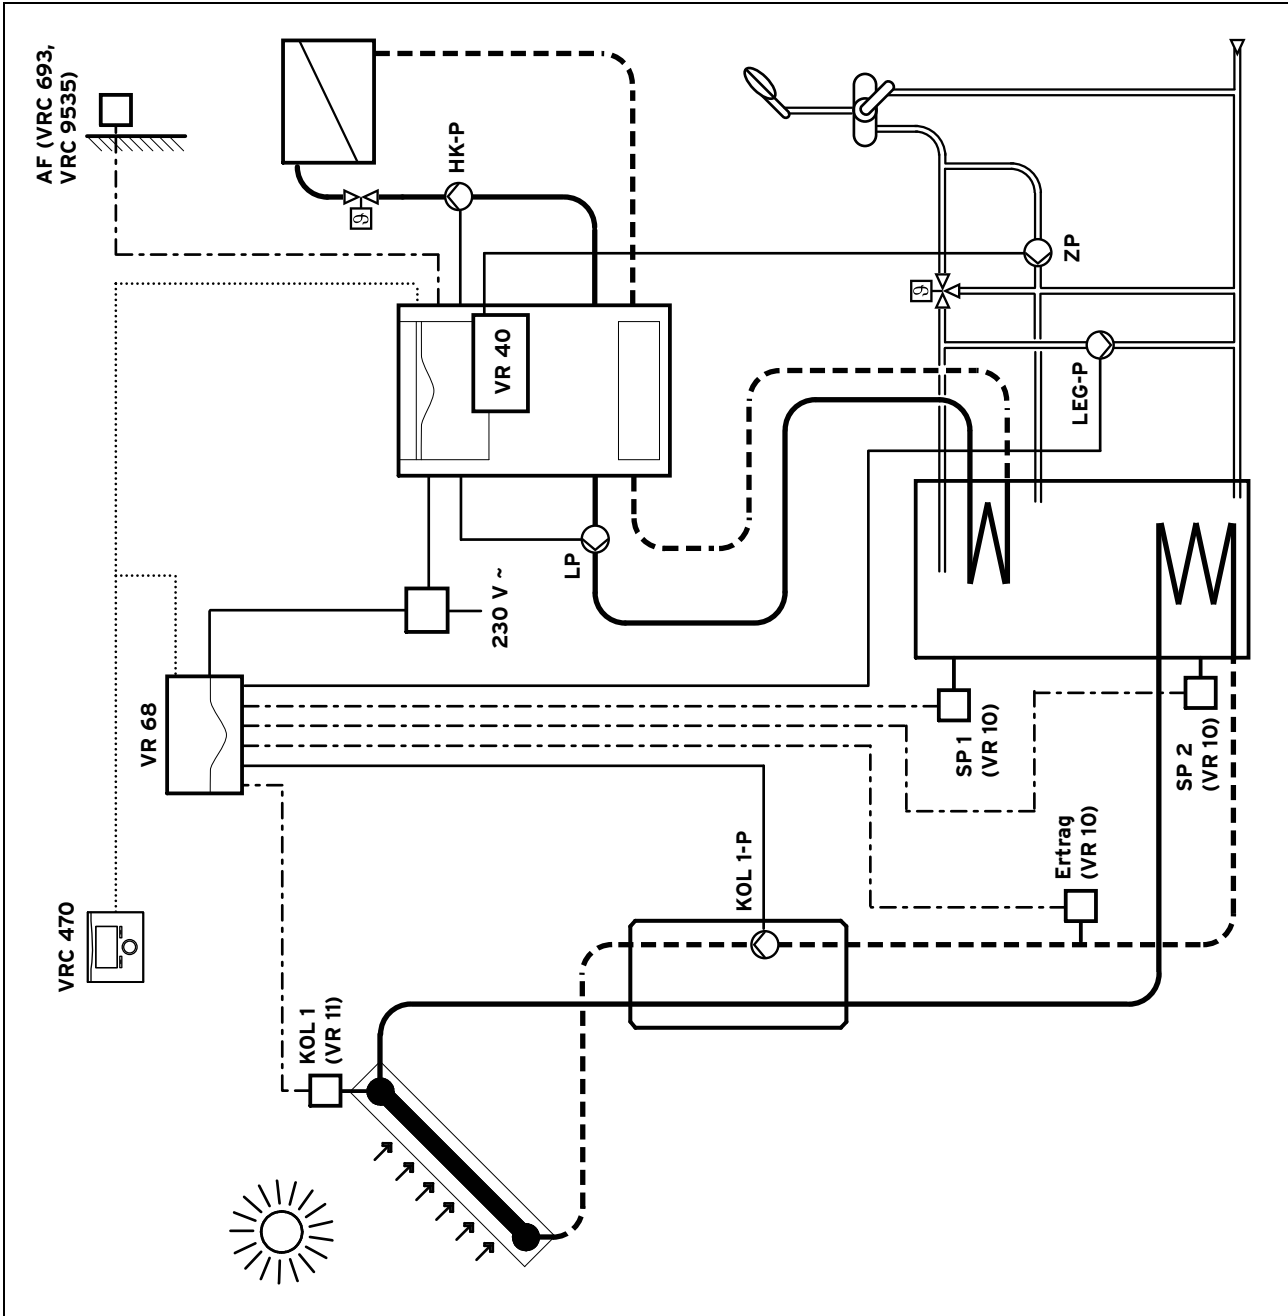 AF (VRC 693,
VRC 9535)
HK-P
VR 40
ZP
LEG-P
LP
230 V ~
VR 68
SP 1
(VR 10)
SP 2
(VR 10)
Ertrag
(VR 10)
KOL 1-P
VRC 470
KOL 1
(VR 11)